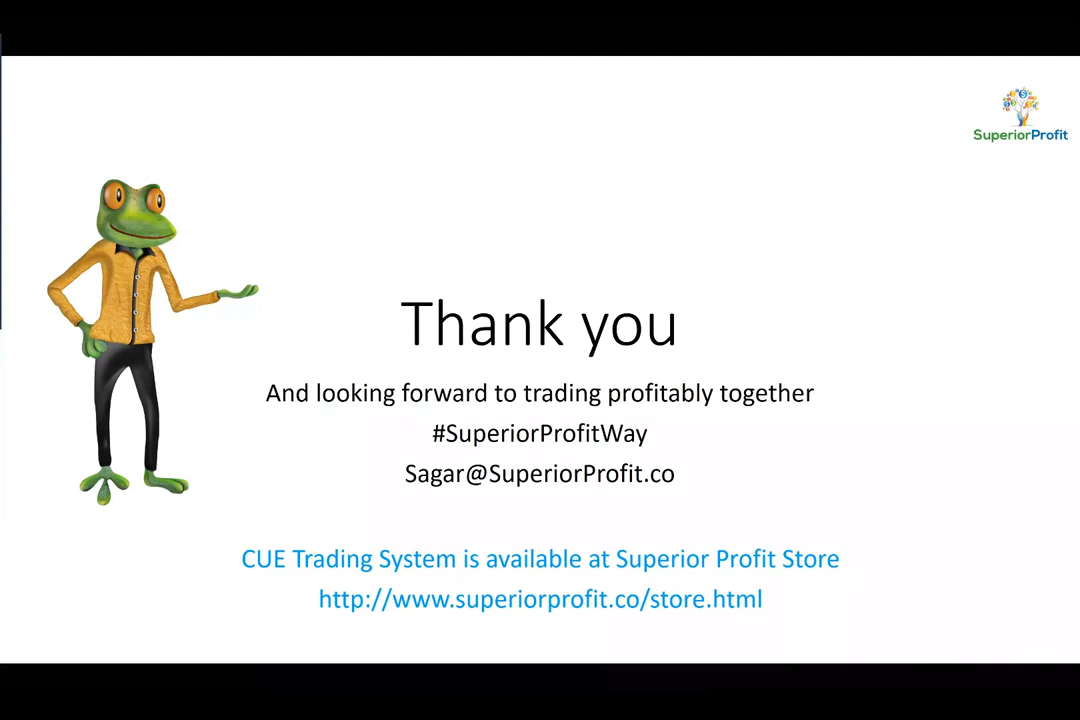 SuperiorProfit
Thank you
And looking forward to trading profitably together
#SuperiorProfitWay
Sagar@SuperiorProfit.co
CUE Trading System is available at Superior Profit Store
http://www.superiorprofit.co/store.html